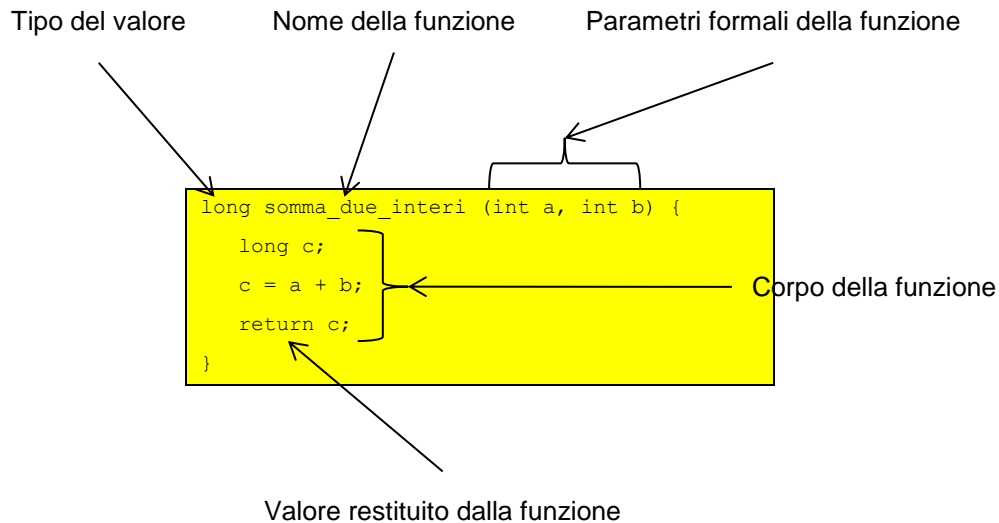 Tipo del valore
Nome della funzione
Parametri formali della funzione
long somma_due_interi (int a, int b) {
long c;
c = a + b;
return c;
}
Corpo della funzione
Valore restituito dalla funzione